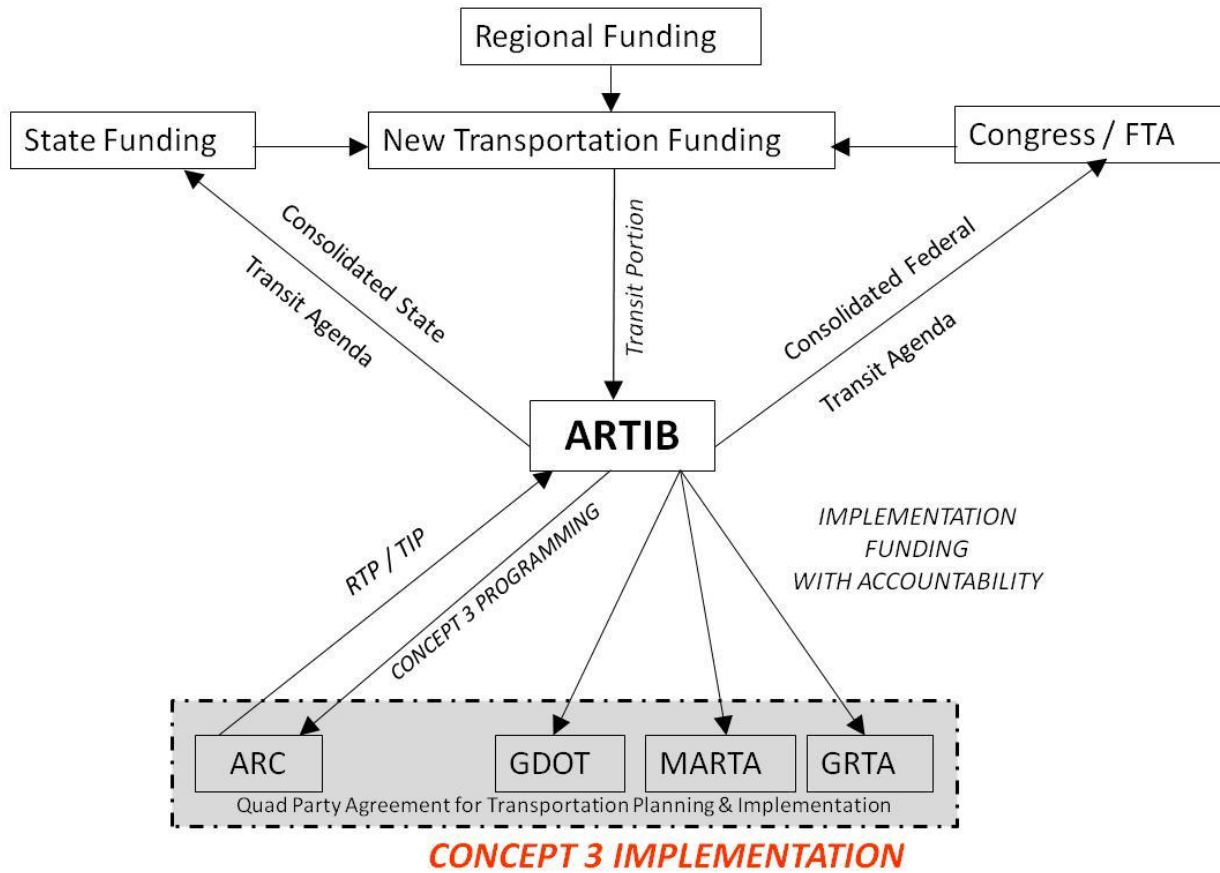 Regional Funding
State Funding
New Transportation Funding
Congress / FTA
Consolidated State
Transit Agenda
Transit Portion
Consolidated Federal
Transit Agenda
ARTIB
RTP / TIP
CONCEPT 3 PROGRAMMING
IMPLEMENTATION
FUNDING
WITH ACCOUNTABILITY
ARC
GDOT
MARTA
GRTA
Quad Party Agreement for Transportation Planning & Implementation
CONCEPT 3 IMPLEMENTATION